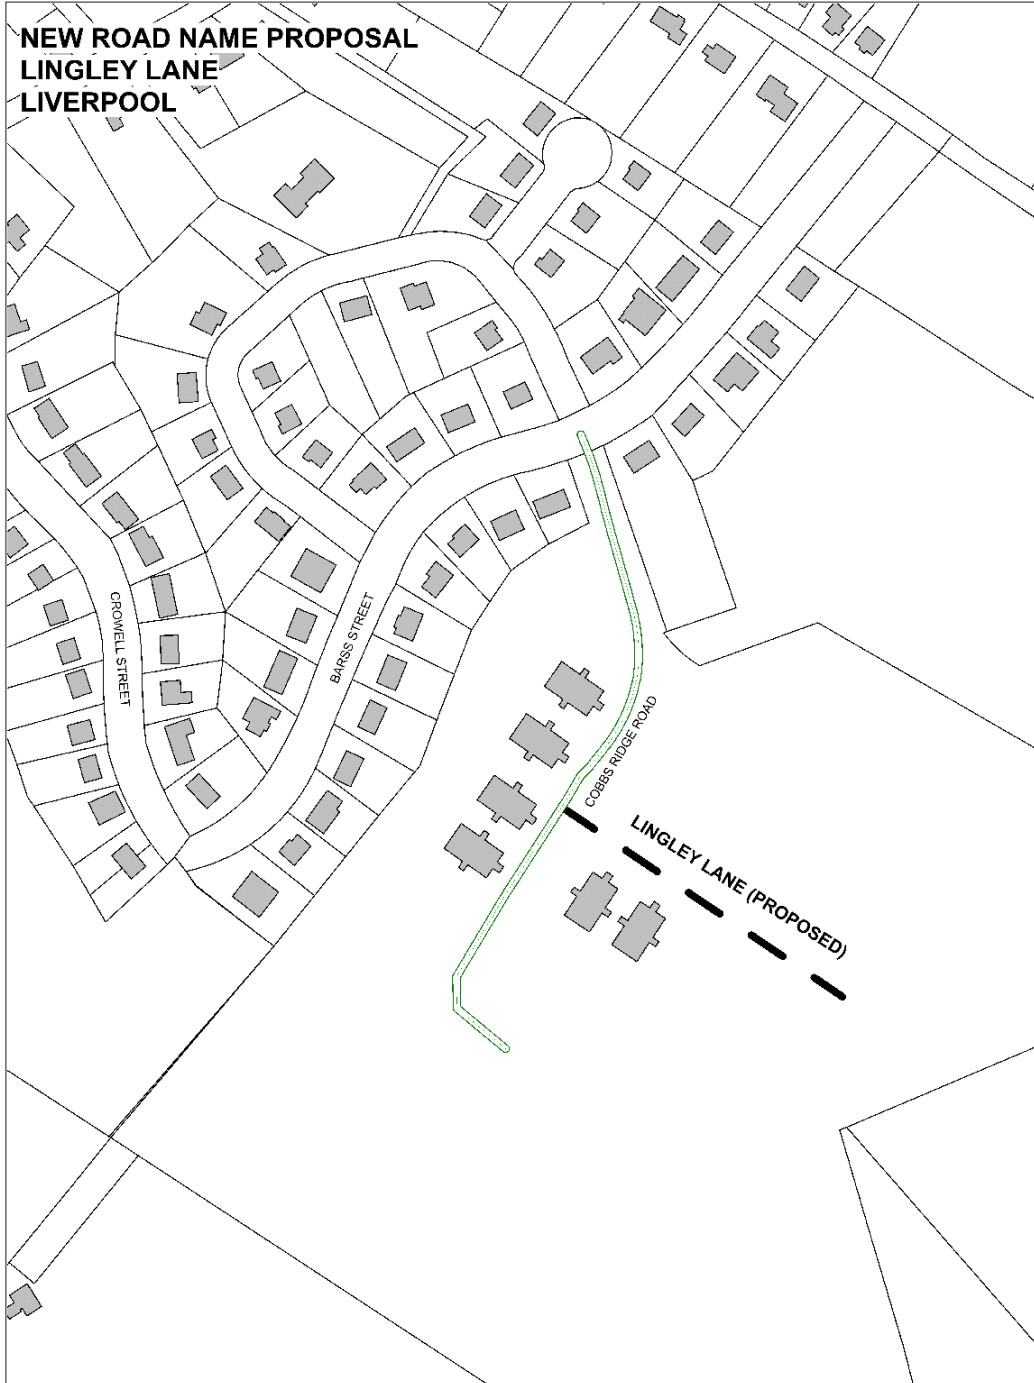 NEW ROAD NAME PROPOSAL
LINGLEY LANE
LIVERPOOL
CROWELL STREET
BARSS STREET
COBBS RIDGE ROAD
LINGLEY LANE (PROPOSED)